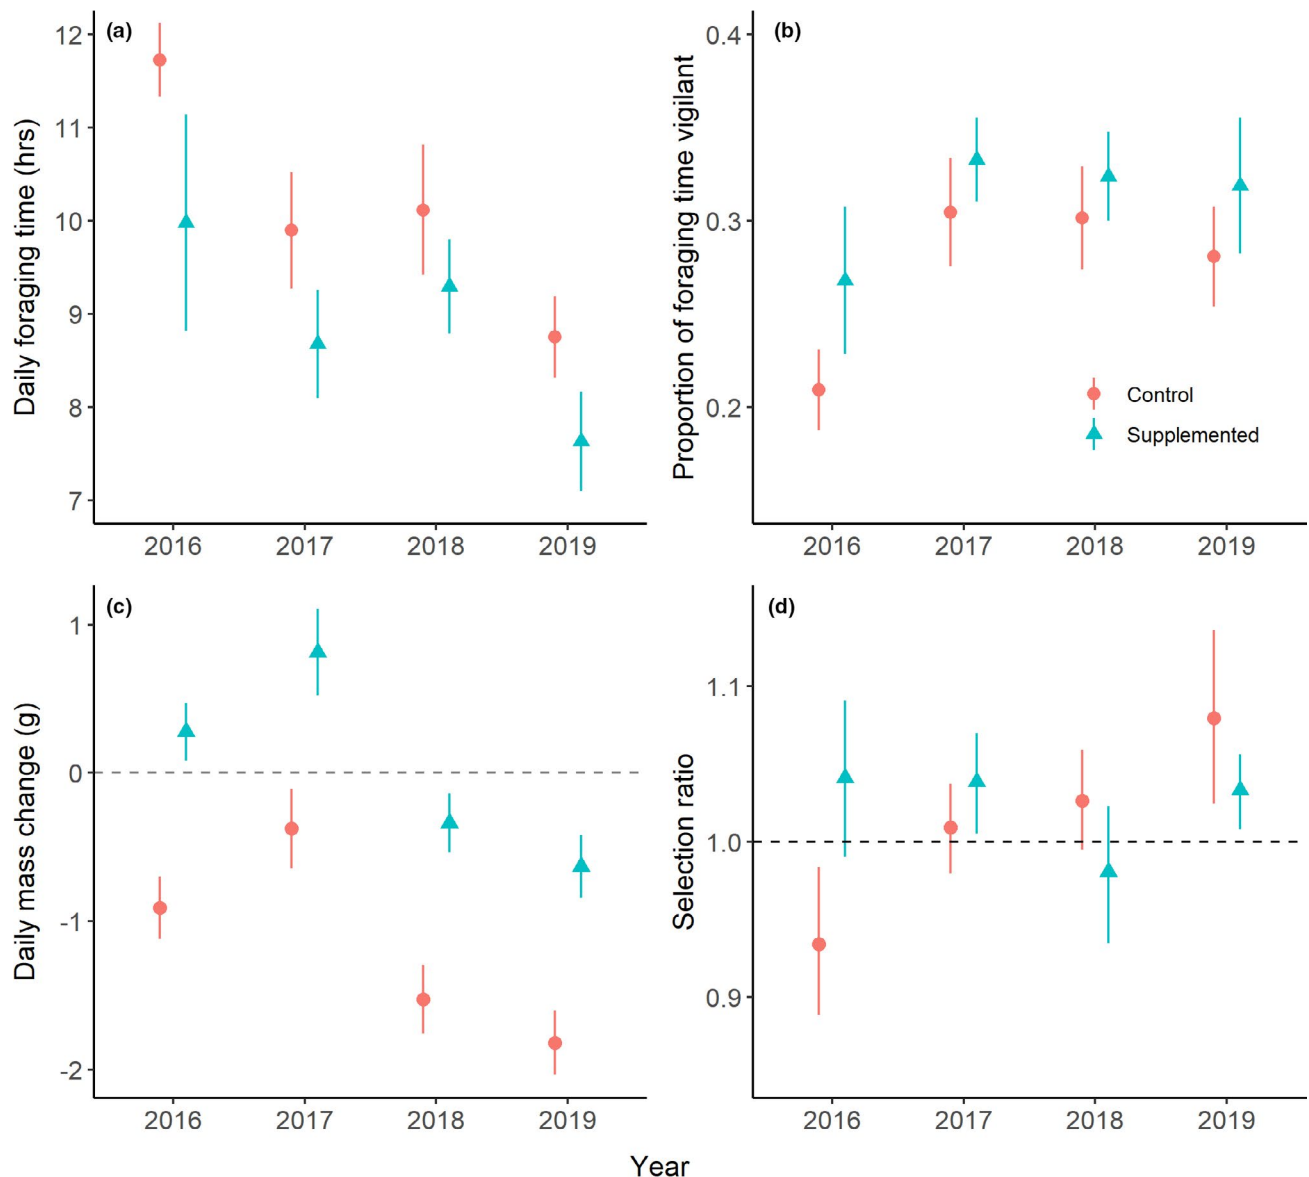 (a)
Daily foraging time (hrs)
12
11
10
9
8
7
2016 2017 2018 2019
(b)
Proportion of foraging time vigilant
0.4
0.3
0.2
Control
Supplemented
2016 2017 2018 2019
(c)
Daily mass change (g)
1
0
-1
-2
2016 2017 2018 2019
(d)
Selection ratio
1.1
1.0
0.9
2016 2017 2018 2019
Year